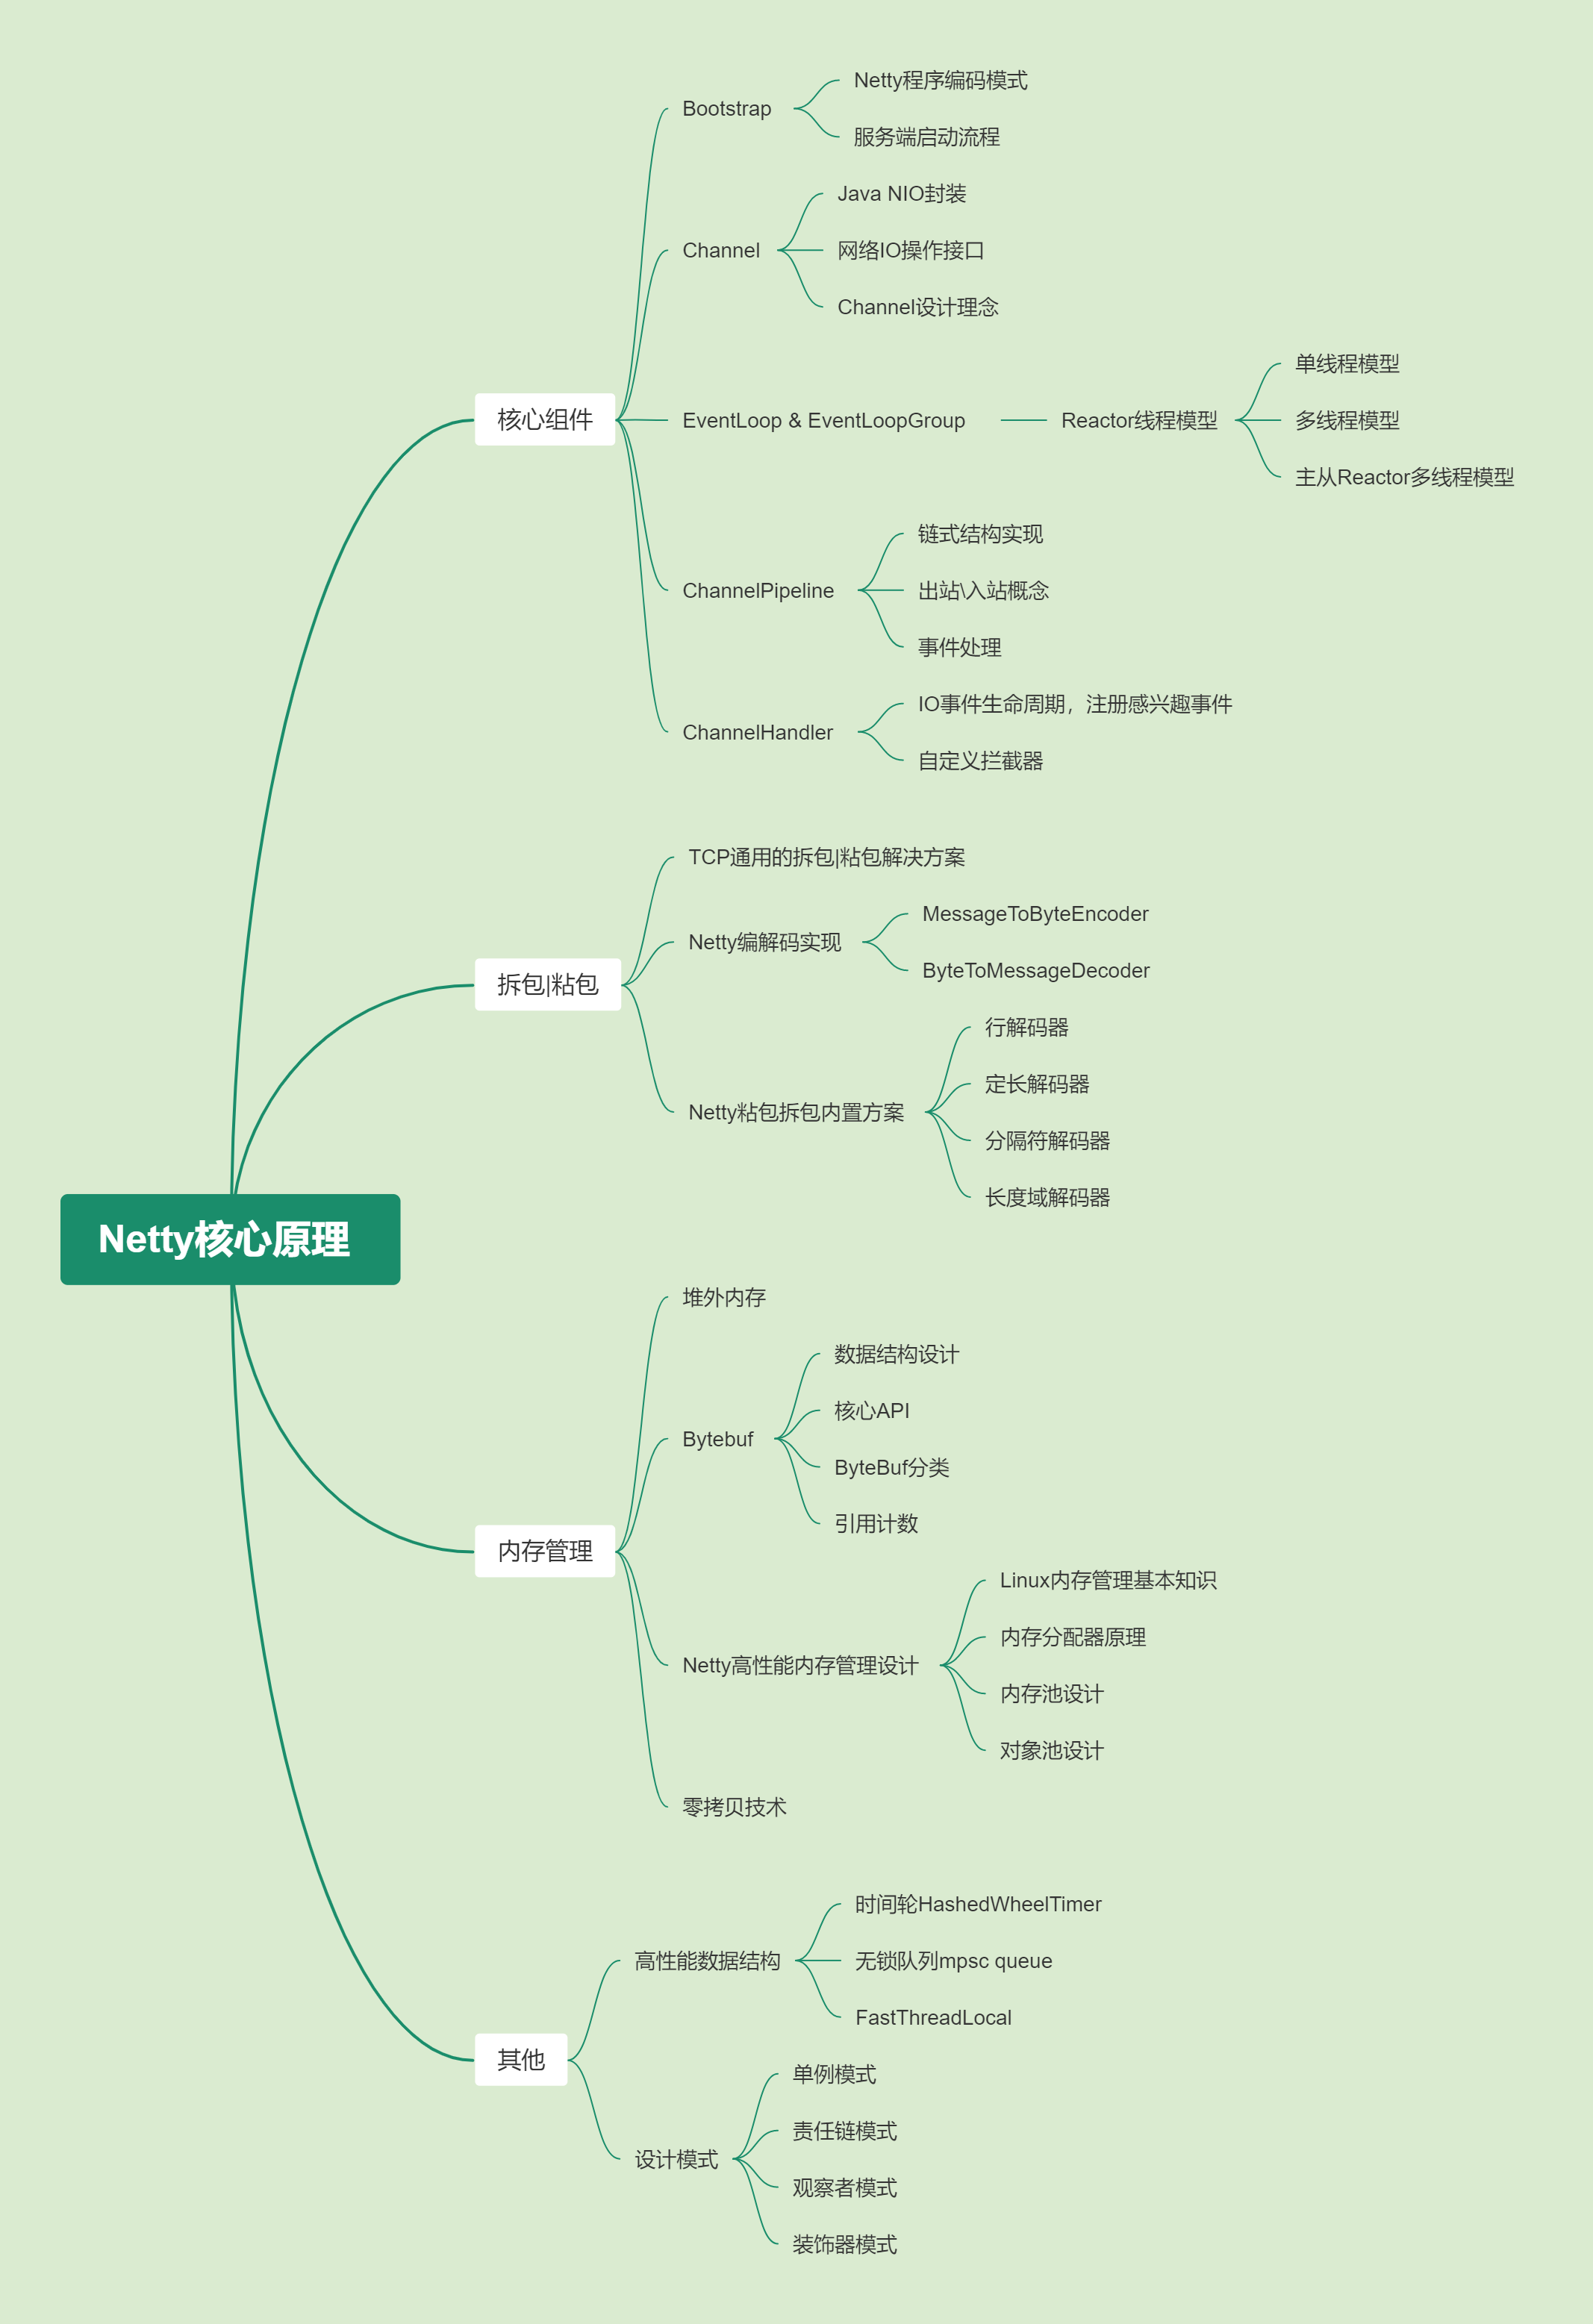 Netty核心原理
核心组件
Bootstrap
Netty程序编码模式
服务端启动流程
Channel
Java NIO封装
网络IO操作接口
Channel设计理念
EventLoop & EventLoopGroup
Reactor线程模型
单线程模型
多线程模型
主从Reactor多线程模型
ChannelPipeline
链式结构实现
出站\入站概念
事件处理
ChannelHandler
IO事件生命周期，注册感兴趣事件
自定义拦截器
拆包|粘包
TCP通用的拆包|粘包解决方案
Netty编解码实现
MessageToByteEncoder
ByteToMessageDecoder
Netty粘包拆包内置方案
行解码器
定长解码器
分隔符解码器
长度域解码器
内存管理
堆外内存
Bytebuf
数据结构设计
核心API
ByteBuf分类
引用计数
Netty高性能内存管理设计
Linux内存管理基本知识
内存分配器原理
内存池设计
对象池设计
零拷贝技术
其他
高性能数据结构
时间轮HashedWheelTimer
无锁队列mpsc queue
FastThreadLocal
设计模式
单例模式
责任链模式
观察者模式
装饰器模式